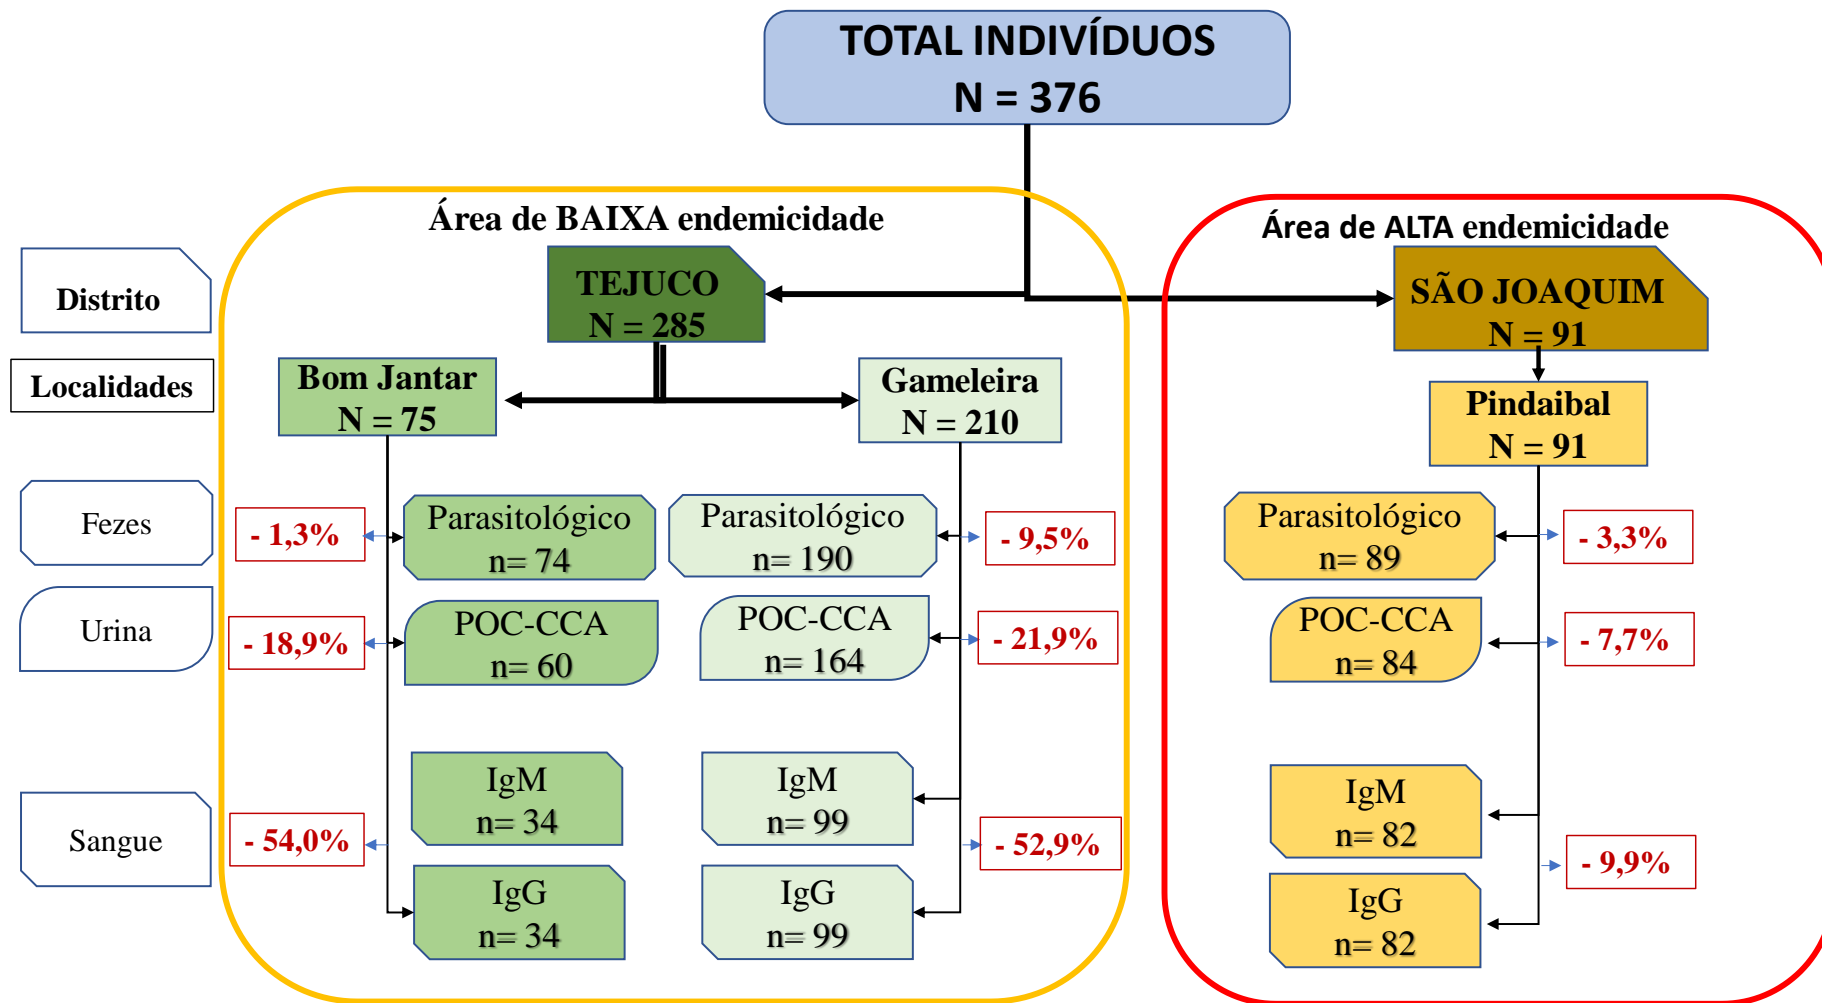 TOTAL INDIVÍDUOS
N = 376
Área de BAIXA endemicidade
Área de ALTA endemicidade
Distrito
TEJUCO
N = 285
SÃO JOAQUIM
N = 91
Localidades
Bom Jantar
N = 75
Gameleira
N = 210
Pindaibal
N = 91
Fezes
- 1,3%
Parasitológico
n= 74
Parasitológico
n= 190
- 9,5%
Parasitológico
n= 89
- 3,3%
Urina
- 18,9%
POC-CCA
n= 60
POC-CCA
n= 164
- 21,9%
POC-CCA
n= 84
- 7,7%
Sangue
- 54,0%
IgM
n= 34
IgM
n= 99
- 52,9%
IgM
n= 82
- 9,9%
IgG
n= 34
IgG
n= 99
IgG
n= 82